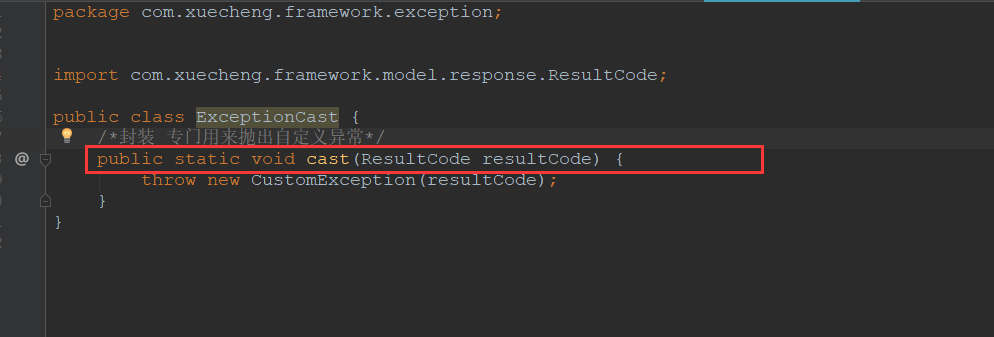 package com.xuecheng.framework.exception;
import com.xuecheng.framework.model.response.ResultCode;
public class ExceptionCast {
/*封装 专门用来抛出自定义异常*/
@ public static void cast(ResultCode resultCode) {
throw new CustomException(resultCode);
}
}